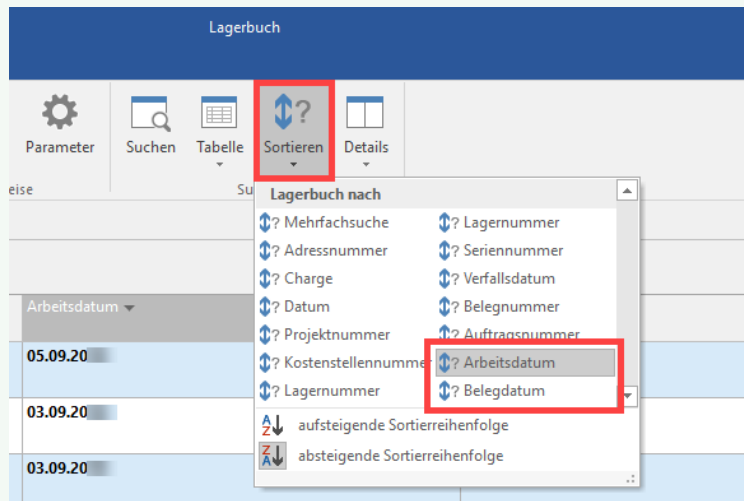 Lagerbuch
Parameter Suchen Tabelle Sortieren Details
eise Su
Lagerbuch nach
? Mehrfachsuche ? Lagernummer
? Adressnummer ? Seriennummer
? Charge ? Verfallsdatum
? Datum ? Belegnummer
? Projektnummer ? Auftragsnummer
? Kostenstellennummer ? Arbeitsdatum
? Lagernummer ? Belegdatum
AZ aufsteigende Sortierreihenfolge
ZA absteigende Sortierreihenfolge
Arbeitsdatum
05.09.20
03.09.20
03.09.20